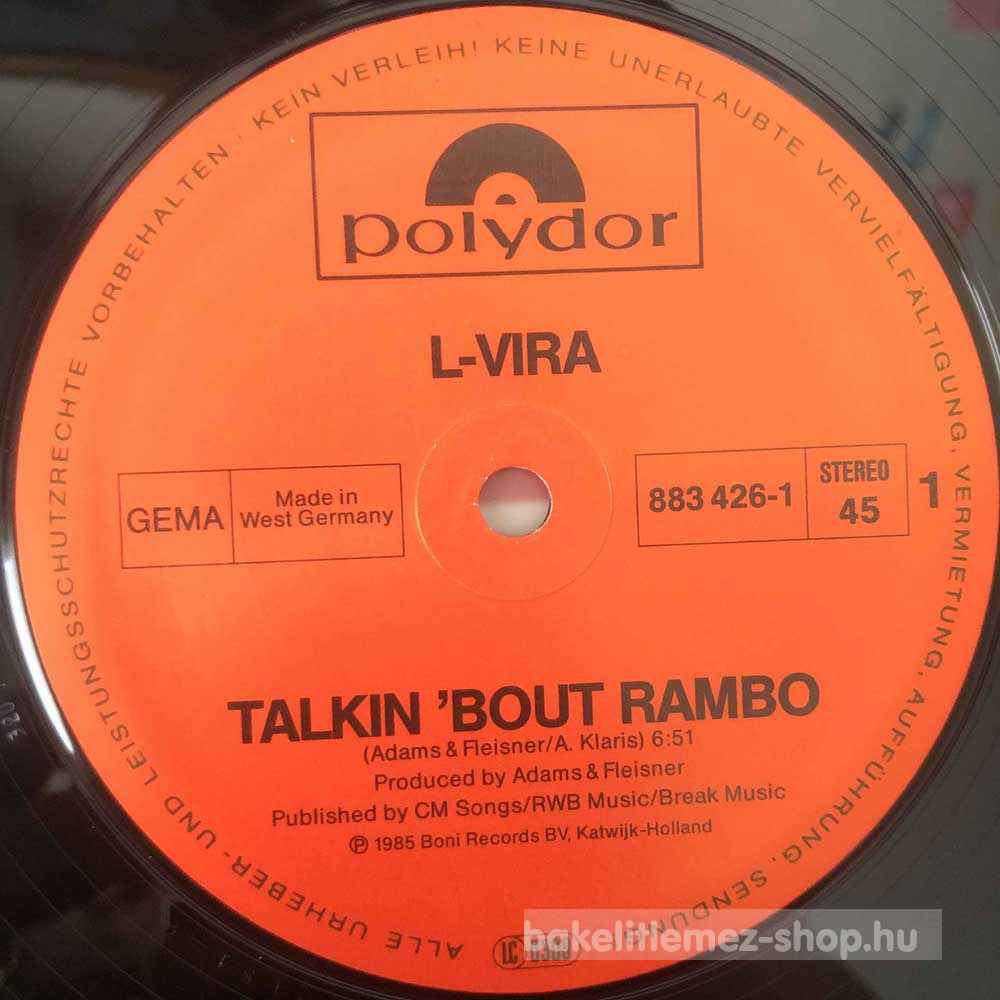 ALLE URHEBER- UND LEISTUNGSSCHUTZRECHTE VORBEHALTEN · KEIN VERLEIH! KEINE UNERLAUBTE VERVIELFÄLTIGUNG, VERMIETUNG, AUFFÜHRUNG, SENDUNG
polydor
L-VIRA
GEMA
Made in
West Germany
883 426-1
STEREO
45
1
TALKIN 'BOUT RAMBO
(Adams & Fleisner/A. Klaris) 6:51
Produced by Adams & Fleisner
Published by CM Songs/RWB Music/Break Music
℗ 1985 Boni Records BV, Katwijk-Holland
LC
bakelitlemez-shop.hu